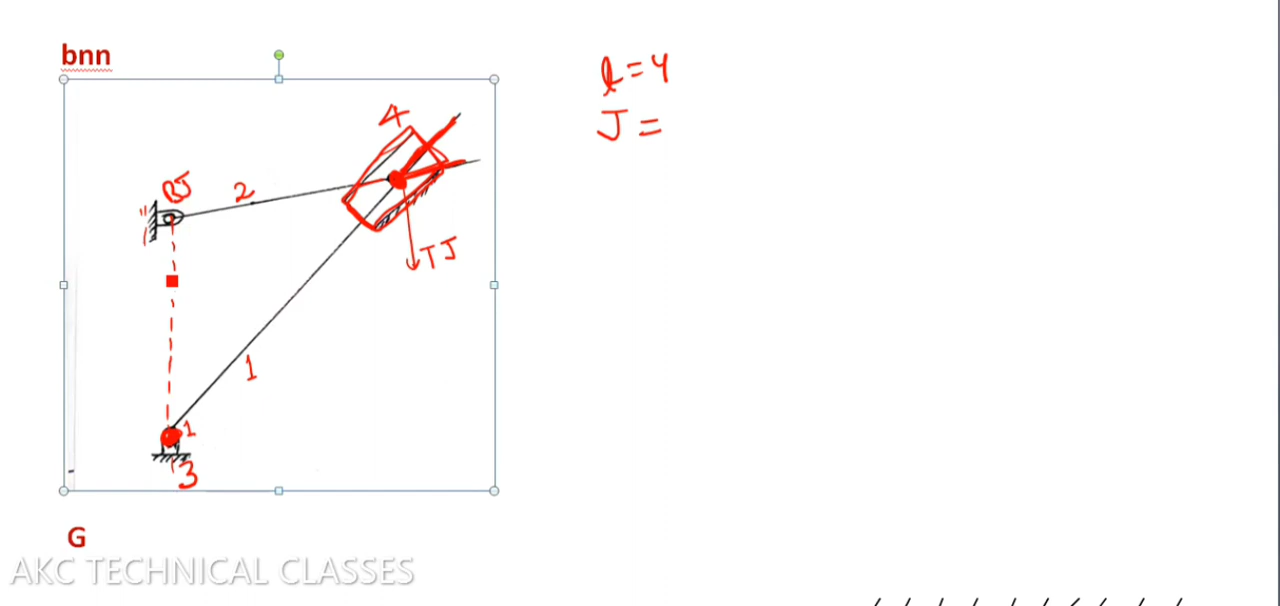 bnn
l=4
J=
4
BJ
2
TJ
1
1
3
G
AKC TECHNICAL CLASSES